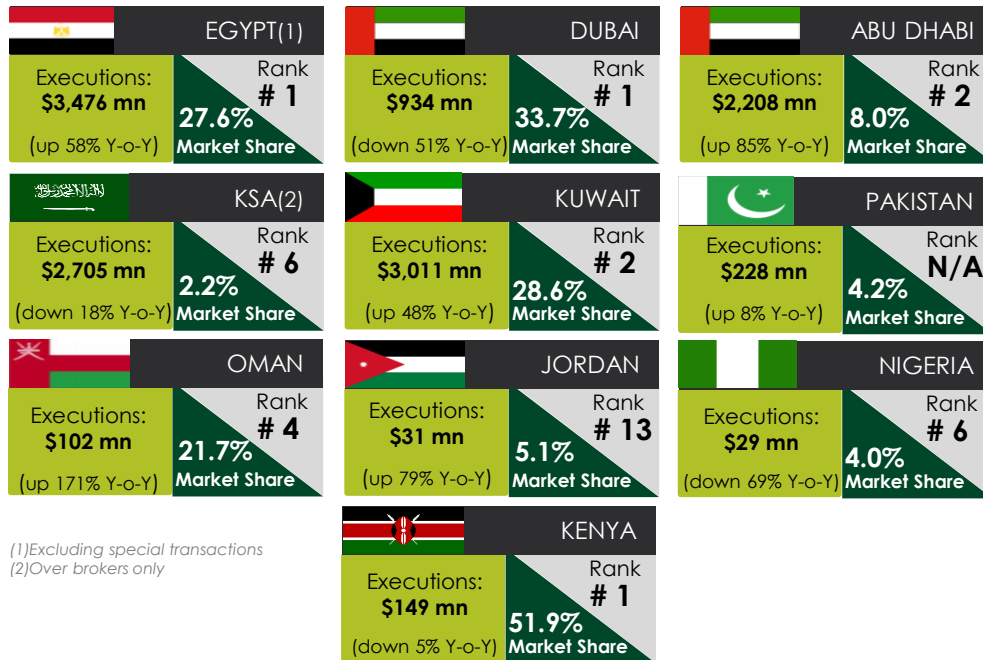 EGYPT(1)
Executions:
$3,476 mn
(up 58% Y-o-Y)
27.6%
Market Share
Rank
# 1
DUBAI
Executions:
$934 mn
(down 51% Y-o-Y)
33.7%
Market Share
Rank
# 1
ABU DHABI
Executions:
$2,208 mn
(up 85% Y-o-Y)
8.0%
Market Share
Rank
# 2
KSA(2)
Executions:
$2,705 mn
(down 18% Y-o-Y)
2.2%
Market Share
Rank
# 6
KUWAIT
Executions:
$3,011 mn
(up 48% Y-o-Y)
28.6%
Market Share
Rank
# 2
PAKISTAN
Executions:
$228 mn
(up 8% Y-o-Y)
4.2%
Market Share
Rank
N/A
OMAN
Executions:
$102 mn
(up 171% Y-o-Y)
21.7%
Market Share
Rank
# 4
JORDAN
Executions:
$31 mn
(up 79% Y-o-Y)
5.1%
Market Share
Rank
# 13
NIGERIA
Executions:
$29 mn
(down 69% Y-o-Y)
4.0%
Market Share
Rank
# 6
KENYA
Executions:
$149 mn
(down 5% Y-o-Y)
51.9%
Market Share
Rank
# 1
(1)Excluding special transactions
(2)Over brokers only